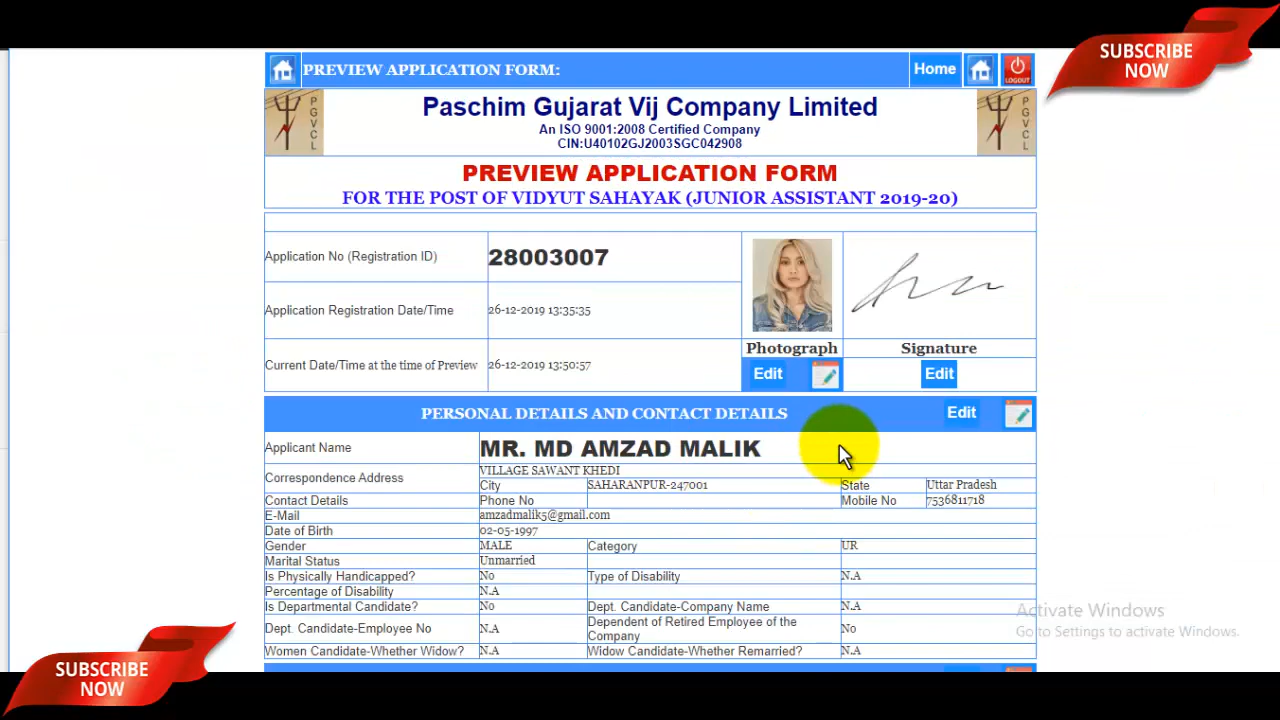 SUBSCRIBE
NOW
PREVIEW APPLICATION FORM:
Home
LOGOUT
PGVCL
Paschim Gujarat Vij Company Limited
An ISO 9001:2008 Certified Company
CIN:U40102GJ2003SGC042908
PGVCL
PREVIEW APPLICATION FORM
FOR THE POST OF VIDYUT SAHAYAK (JUNIOR ASSISTANT 2019-20)
Application No (Registration ID) 28003007
Application Registration Date/Time 26-12-2019 13:35:35
Photograph Signature
Current Date/Time at the time of Preview 26-12-2019 13:50:57
Edit Edit
PERSONAL DETAILS AND CONTACT DETAILS Edit
Applicant Name MR. MD AMZAD MALIK
Correspondence Address VILLAGE SAWANT KHEDI
City SAHARANPUR-247001 State Uttar Pradesh
Contact Details Phone No Mobile No 7536811718
E-Mail amzadmalik5@gmail.com
Date of Birth 02-05-1997
Gender MALE Category UR
Marital Status Unmarried
Is Physically Handicapped? No Type of Disability N.A
Percentage of Disability N.A
Is Departmental Candidate? No Dept. Candidate-Company Name N.A
Dept. Candidate-Employee No N.A Dependent of Retired Employee of the
Company No
Women Candidate-Whether Widow? N.A Widow Candidate-Whether Remarried? N.A
Activate Windows
Go to Settings to activate Windows.
SUBSCRIBE
NOW